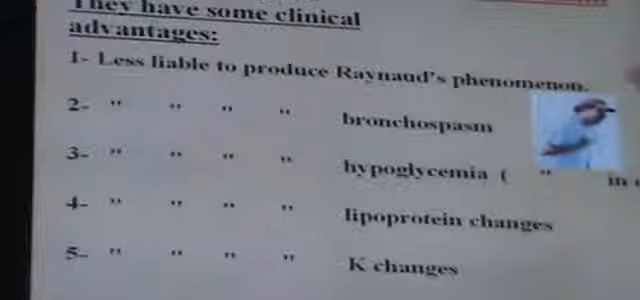 They have some clinical
advantages:
1- Less liable to produce Raynaud's phenomenon.
2- " " " " bronchospasm
3- " " " " hypoglycemia ( " in
4- " " " " lipoprotein changes
5- " " " " K changes